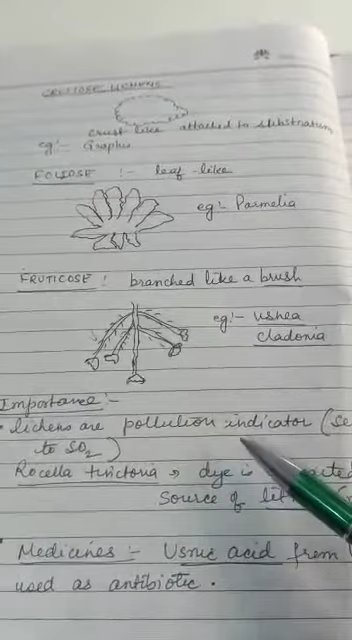 CRUSTOSE LICHENS
crust like attached to substratum
eg:- Graphis
FOLIOSE :- leaf-like
eg:- Parmelia
FRUTICOSE : branched like a brush
eg:- Usnea
Cladonia
Importance :-
• lichens are pollution indicator (se
to SO2)
Rocella tinctoria → dye is
Source of lit
• Medicines :- Usnic acid from
used as antibiotic.